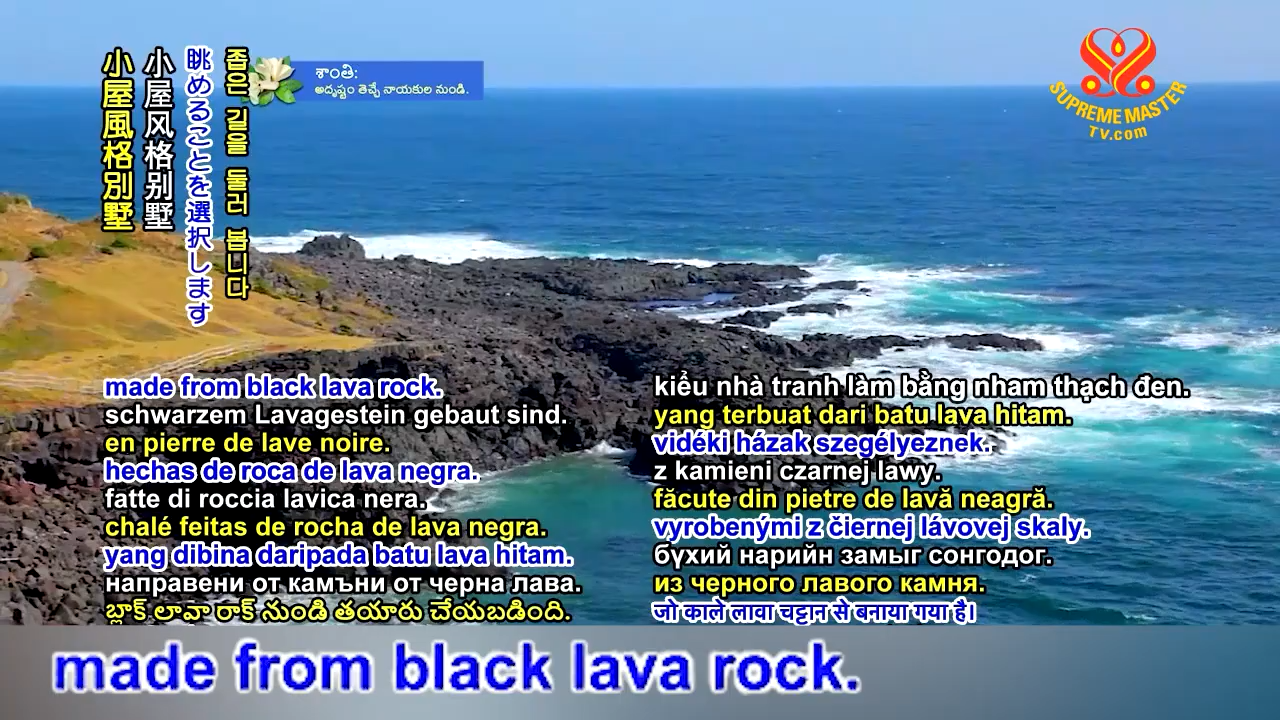 小屋風格別墅
小屋风格别墅
眺めることを選択します
좁은 길을 둘러 봅니다
శాంతి:
అదృష్టం తెచ్చే నాయకుల నుండి.
SUPREME MASTER
TV.com
made from black lava rock.
schwarzem Lavagestein gebaut sind.
en pierre de lave noire.
hechas de roca de lava negra.
fatte di roccia lavica nera.
chalé feitas de rocha de lava negra.
yang dibina daripada batu lava hitam.
направени от камъни от черна лава.
బ్లాక్ లావా రాక్ నుండి తయారు చేయబడింది.
kiểu nhà tranh làm bằng nham thạch đen.
yang terbuat dari batu lava hitam.
vidéki házak szegélyeznek.
z kamieni czarnej lawy.
făcute din pietre de lavă neagră.
vyrobenými z čiernej lávovej skaly.
бүхий нарийн замыг сонгодог.
из черного лавого камня.
जो काले लावा चट्टान से बनाया गया है।
made from black lava rock.